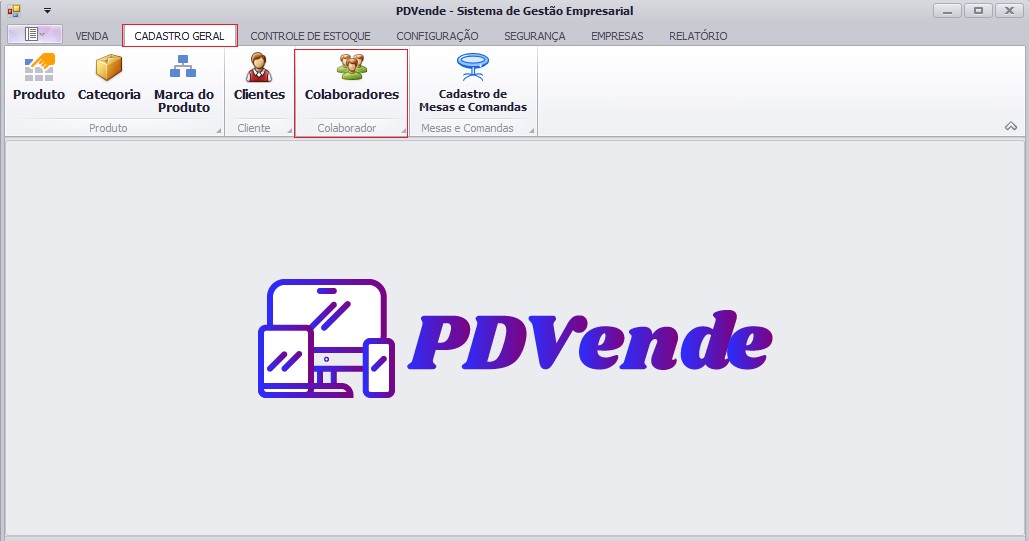 PDVende - Sistema de Gestão Empresarial
VENDA CADASTRO GERAL CONTROLE DE ESTOQUE CONFIGURAÇÃO SEGURANÇA EMPRESAS RELATÓRIO
Produto
Categoria
Marca do
Produto
Clientes
Colaboradores
Cadastro de
Mesas e Comandas
Produto Cliente Colaborador Mesas e Comandas
PDVende